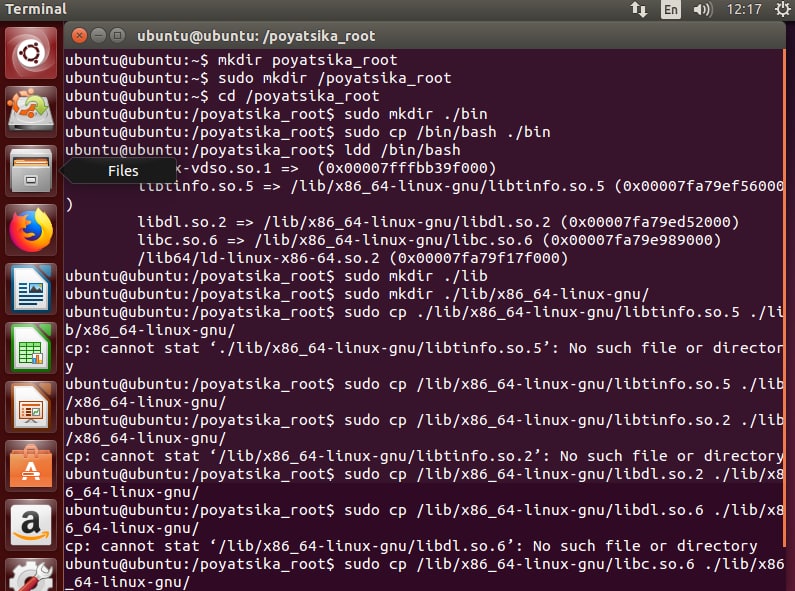 Terminal
En
12:17
ubuntu@ubuntu: /poyatsika_root
ubuntu@ubuntu:~$ mkdir poyatsika_root
ubuntu@ubuntu:~$ sudo mkdir /poyatsika_root
ubuntu@ubuntu:~$ cd /poyatsika_root
ubuntu@ubuntu:/poyatsika_root$ sudo mkdir ./bin
ubuntu@ubuntu:/poyatsika_root$ sudo cp /bin/bash ./bin
ubuntu@ubuntu:/poyatsika_root$ ldd /bin/bash
Files
x-vdso.so.1 =>  (0x00007fffbb39f000)
libtinfo.so.5 => /lib/x86_64-linux-gnu/libtinfo.so.5 (0x00007fa79ef56000
)
libdl.so.2 => /lib/x86_64-linux-gnu/libdl.so.2 (0x00007fa79ed52000)
libc.so.6 => /lib/x86_64-linux-gnu/libc.so.6 (0x00007fa79e989000)
/lib64/ld-linux-x86-64.so.2 (0x00007fa79f17f000)
ubuntu@ubuntu:/poyatsika_root$ sudo mkdir ./lib
ubuntu@ubuntu:/poyatsika_root$ sudo mkdir ./lib/x86_64-linux-gnu/
ubuntu@ubuntu:/poyatsika_root$ sudo cp ./lib/x86_64-linux-gnu/libtinfo.so.5 ./li
b/x86_64-linux-gnu/
cp: cannot stat ‘./lib/x86_64-linux-gnu/libtinfo.so.5’: No such file or director
y
ubuntu@ubuntu:/poyatsika_root$ sudo cp /lib/x86_64-linux-gnu/libtinfo.so.5 ./lib
/x86_64-linux-gnu/
ubuntu@ubuntu:/poyatsika_root$ sudo cp /lib/x86_64-linux-gnu/libtinfo.so.2 ./lib
/x86_64-linux-gnu/
cp: cannot stat ‘/lib/x86_64-linux-gnu/libtinfo.so.2’: No such file or directory
ubuntu@ubuntu:/poyatsika_root$ sudo cp /lib/x86_64-linux-gnu/libdl.so.2 ./lib/x8
6_64-linux-gnu/
ubuntu@ubuntu:/poyatsika_root$ sudo cp /lib/x86_64-linux-gnu/libdl.so.6 ./lib/x8
6_64-linux-gnu/
cp: cannot stat ‘/lib/x86_64-linux-gnu/libdl.so.6’: No such file or directory
ubuntu@ubuntu:/poyatsika_root$ sudo cp /lib/x86_64-linux-gnu/libc.so.6 ./lib/x86
_64-linux-gnu/